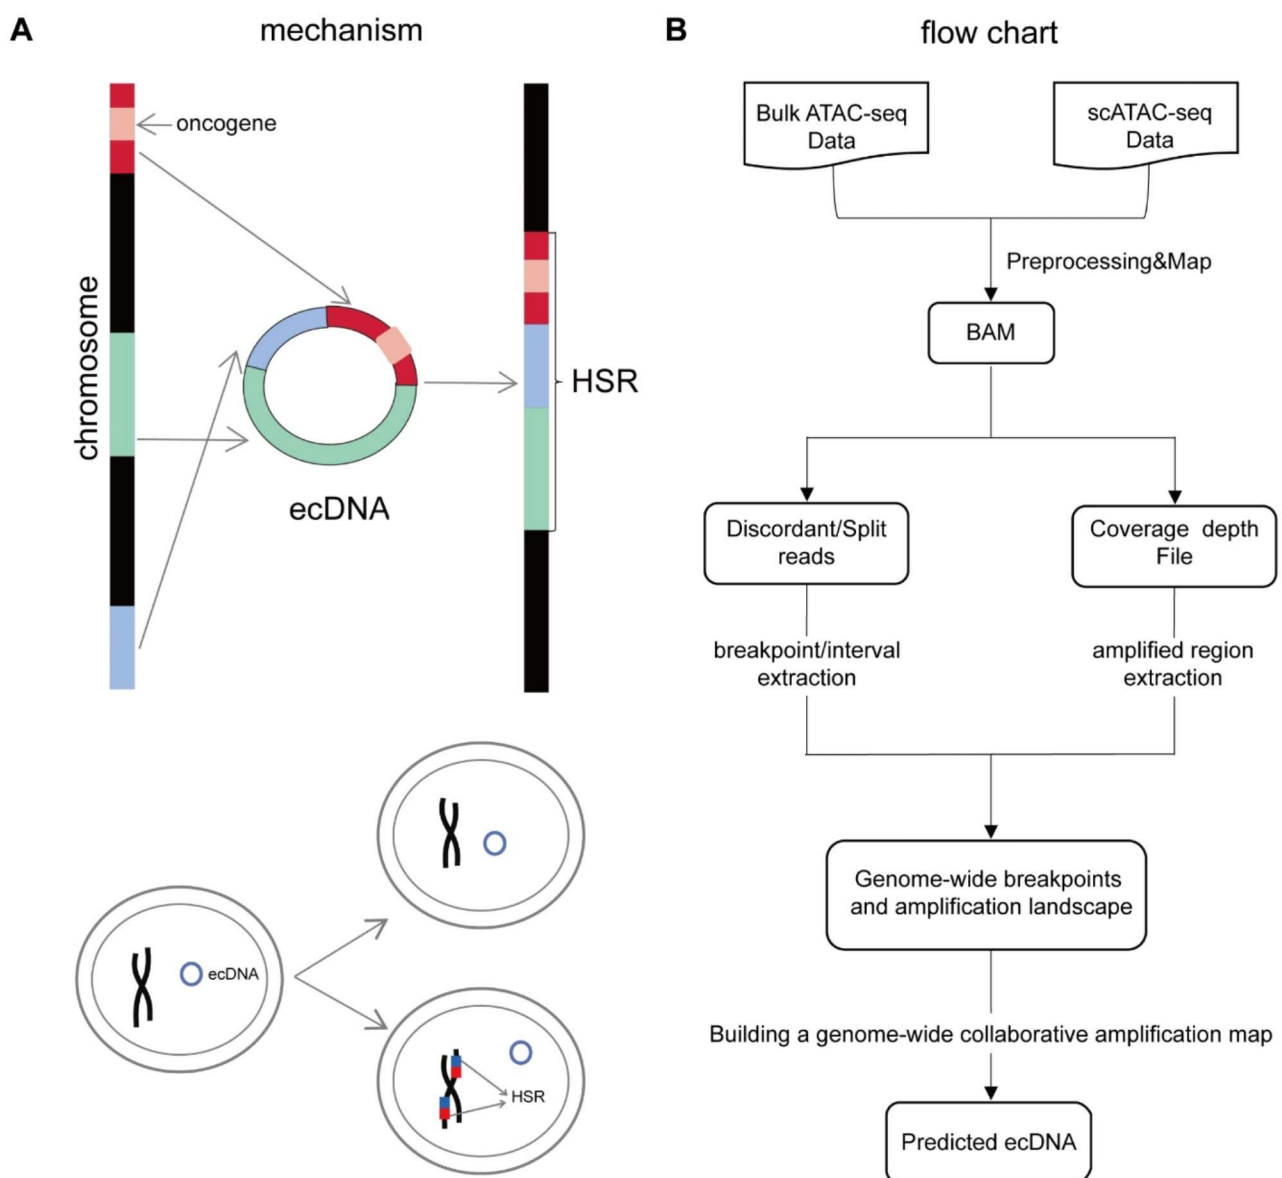 A
mechanism
oncogene
chromosome
ecDNA
HSR
ecDNA
HSR
B
flow chart
Bulk ATAC-seq
Data
scATAC-seq
Data
Preprocessing&Map
BAM
Discordant/Split
reads
Coverage depth
File
breakpoint/interval
extraction
amplified region
extraction
Genome-wide breakpoints
and amplification landscape
Building a genome-wide collaborative amplification map
Predicted ecDNA